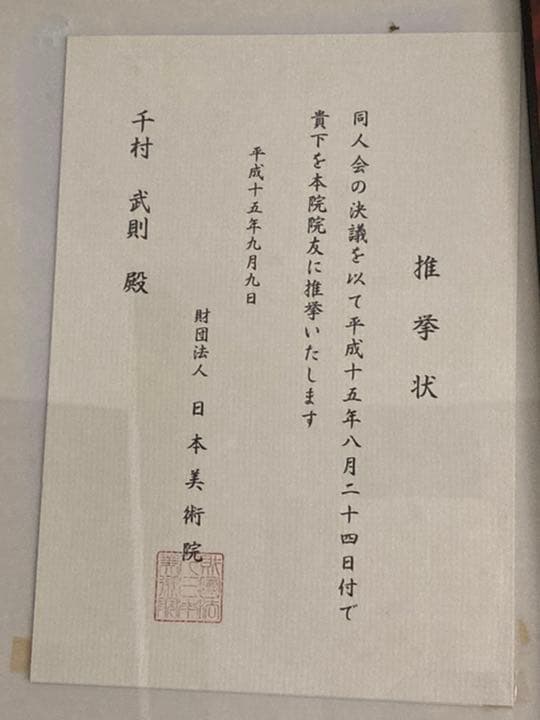 推挙状
同人会の決議を以て平成十五年八月二十四日付で
貴下を本院院友に推挙いたします
平成十五年九月九日
財団法人 日本美術院
千村 武則 殿